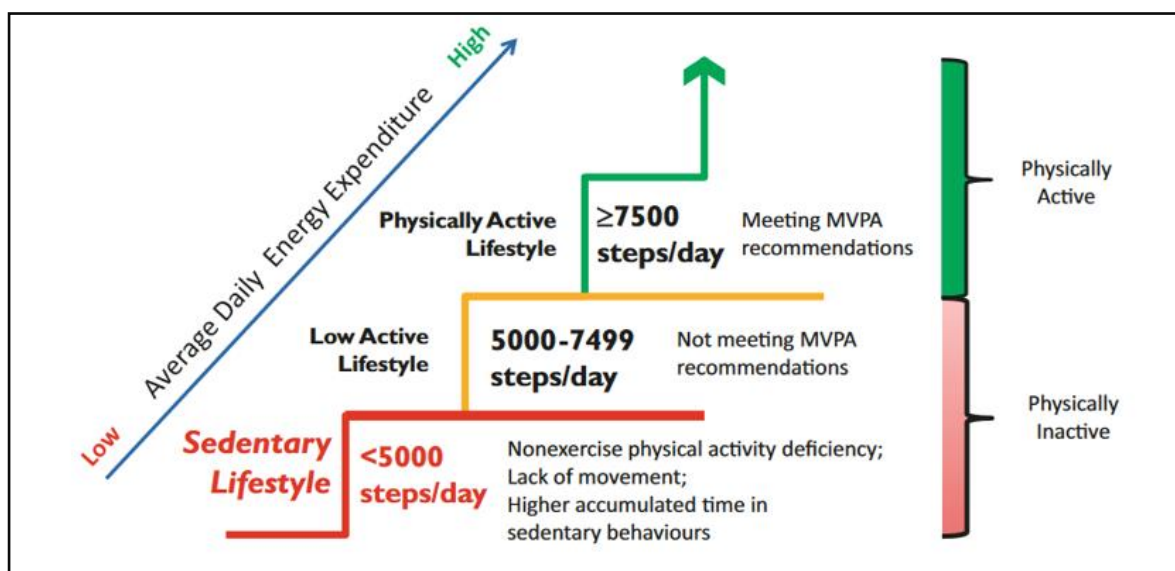 High
Average Daily Energy Expenditure
Low
Physically Active
Lifestyle
≥7500
steps/day
Meeting MVPA
recommendations
Low Active
Lifestyle
5000-7499
steps/day
Not meeting MVPA
recommendations
Sedentary
Lifestyle
<5000
steps/day
Nonexercise physical activity deficiency;
Lack of movement;
Higher accumulated time in
sedentary behaviours
Physically
Active
Physically
Inactive